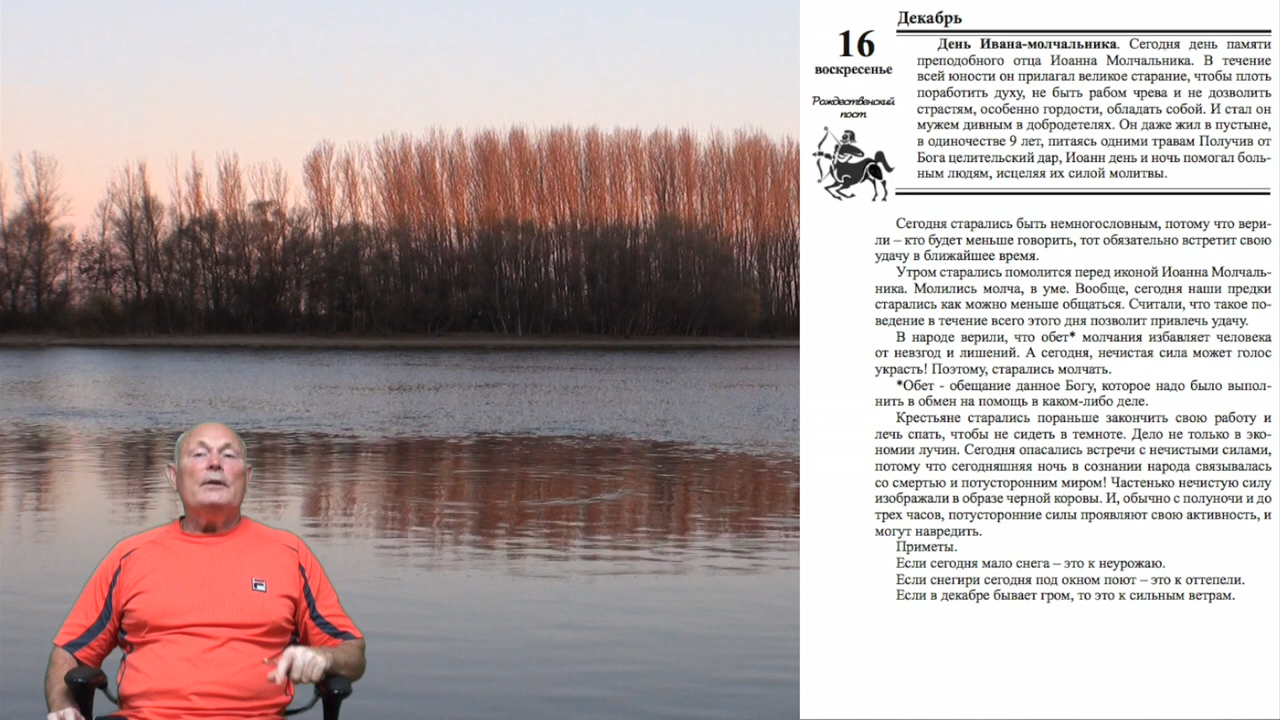 Декабрь
16
воскресенье
Рождественский
пост
День Ивана-молчальника. Сегодня день памяти
преподобного отца Иоанна Молчальника. В течение
всей юности он прилагал великое старание, чтобы плоть
поработить духу, не быть рабом чрева и не дозволить
страстям, особенно гордости, обладать собой. И стал он
мужем дивным в добродетелях. Он даже жил в пустыне,
в одиночестве 9 лет, питаясь одними травам Получив от
Бога целительский дар, Иоанн день и ночь помогал боль-
ным людям, исцеляя их силой молитвы.
Сегодня старались быть немногословным, потому что вери-
ли – кто будет меньше говорить, тот обязательно встретит свою
удачу в ближайшее время.
Утром старались помолится перед иконой Иоанна Молчаль-
ника. Молились молча, в уме. Вообще, сегодня наши предки
старались как можно меньше общаться. Считали, что такое по-
ведение в течение всего этого дня позволит привлечь удачу.
В народе верили, что обет* молчания избавляет человека
от невзгод и лишений. А сегодня, нечистая сила может голос
украсть! Поэтому, старались молчать.
*Обет - обещание данное Богу, которое надо было выпол-
нить в обмен на помощь в каком-либо деле.
Крестьяне старались пораньше закончить свою работу и
лечь спать, чтобы не сидеть в темноте. Дело не только в эко-
номии лучин. Сегодня опасались встречи с нечистыми силами,
потому что сегодняшняя ночь в сознании народа связывалась
со смертью и потусторонним миром! Частенько нечистую силу
изображали в образе черной коровы. И, обычно с полуночи и до
трех часов, потусторонние силы проявляют свою активность, и
могут навредить.
Приметы.
Если сегодня мало снега – это к неурожаю.
Если снегири сегодня под окном поют – это к оттепели.
Если в декабре бывает гром, то это к сильным ветрам.